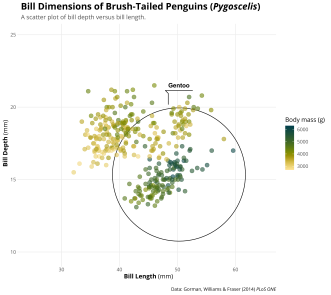 Bill Dimensions of Brush-Tailed Penguins (Pygoscelis)
A scatter plot of bill depth versus bill length.
25
Gentoo
20
Body mass (g)
6000
5000
4000
3000
Bill Depth (mm)
15
10
30
40
50
60
Bill Length (mm)
Data: Gorman, Williams & Fraser (2014) PLoS ONE